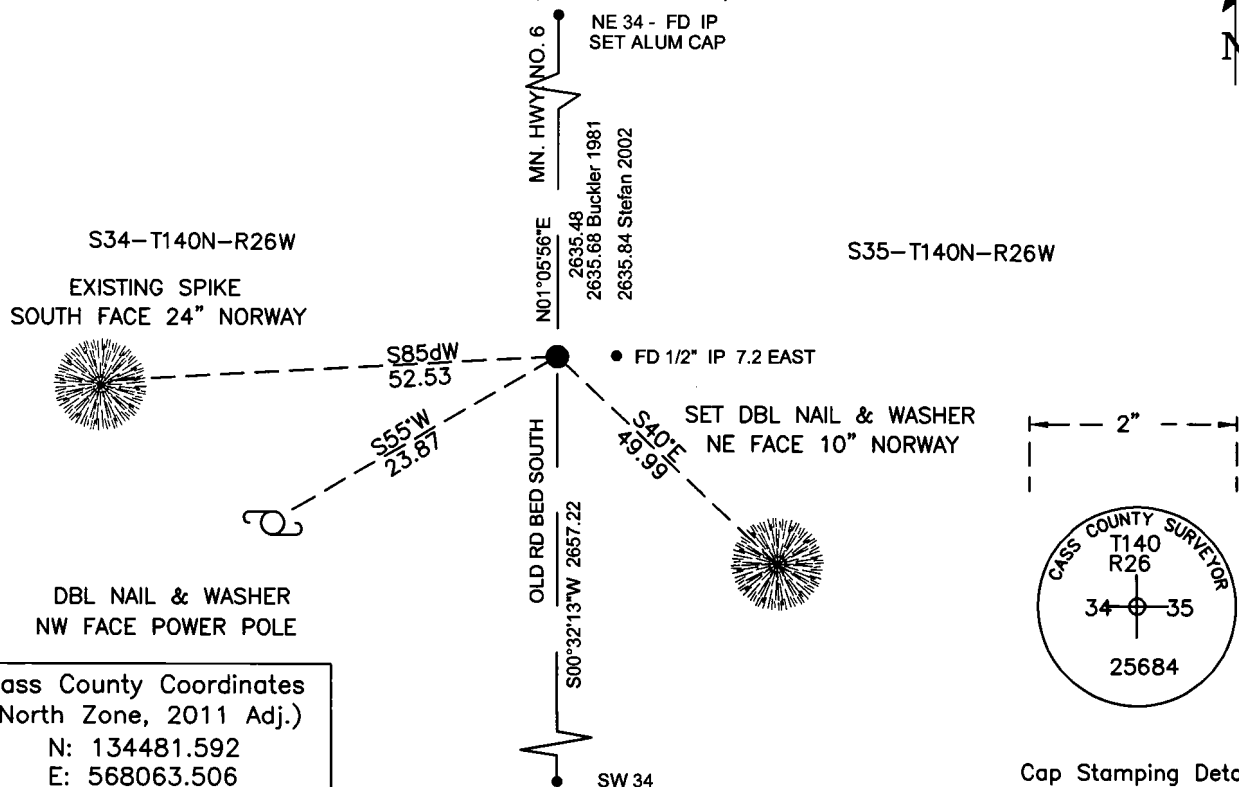 NE 34 - FD IP
SET ALUM CAP
N
MN. HWY NO. 6
N01°05'56"E
2635.48
2635.68 Buckler 1981
2635.84 Stefan 2002
S34-T140N-R26W
S35-T140N-R26W
EXISTING SPIKE
SOUTH FACE 24" NORWAY
S85dW
52.53
FD 1/2" IP 7.2 EAST
S55°W
23.87
S40°E
49.99
SET DBL NAIL & WASHER
NE FACE 10" NORWAY
OLD RD BED SOUTH
S00°32'13"W 2657.22
DBL NAIL & WASHER
NW FACE POWER POLE
2"
CASS COUNTY SURVEYOR
T140
R26
34 35
25684
ass County Coordinates
North Zone, 2011 Adj.)
N: 134481.592
E: 568063.506
SW 34
Cap Stamping Deta